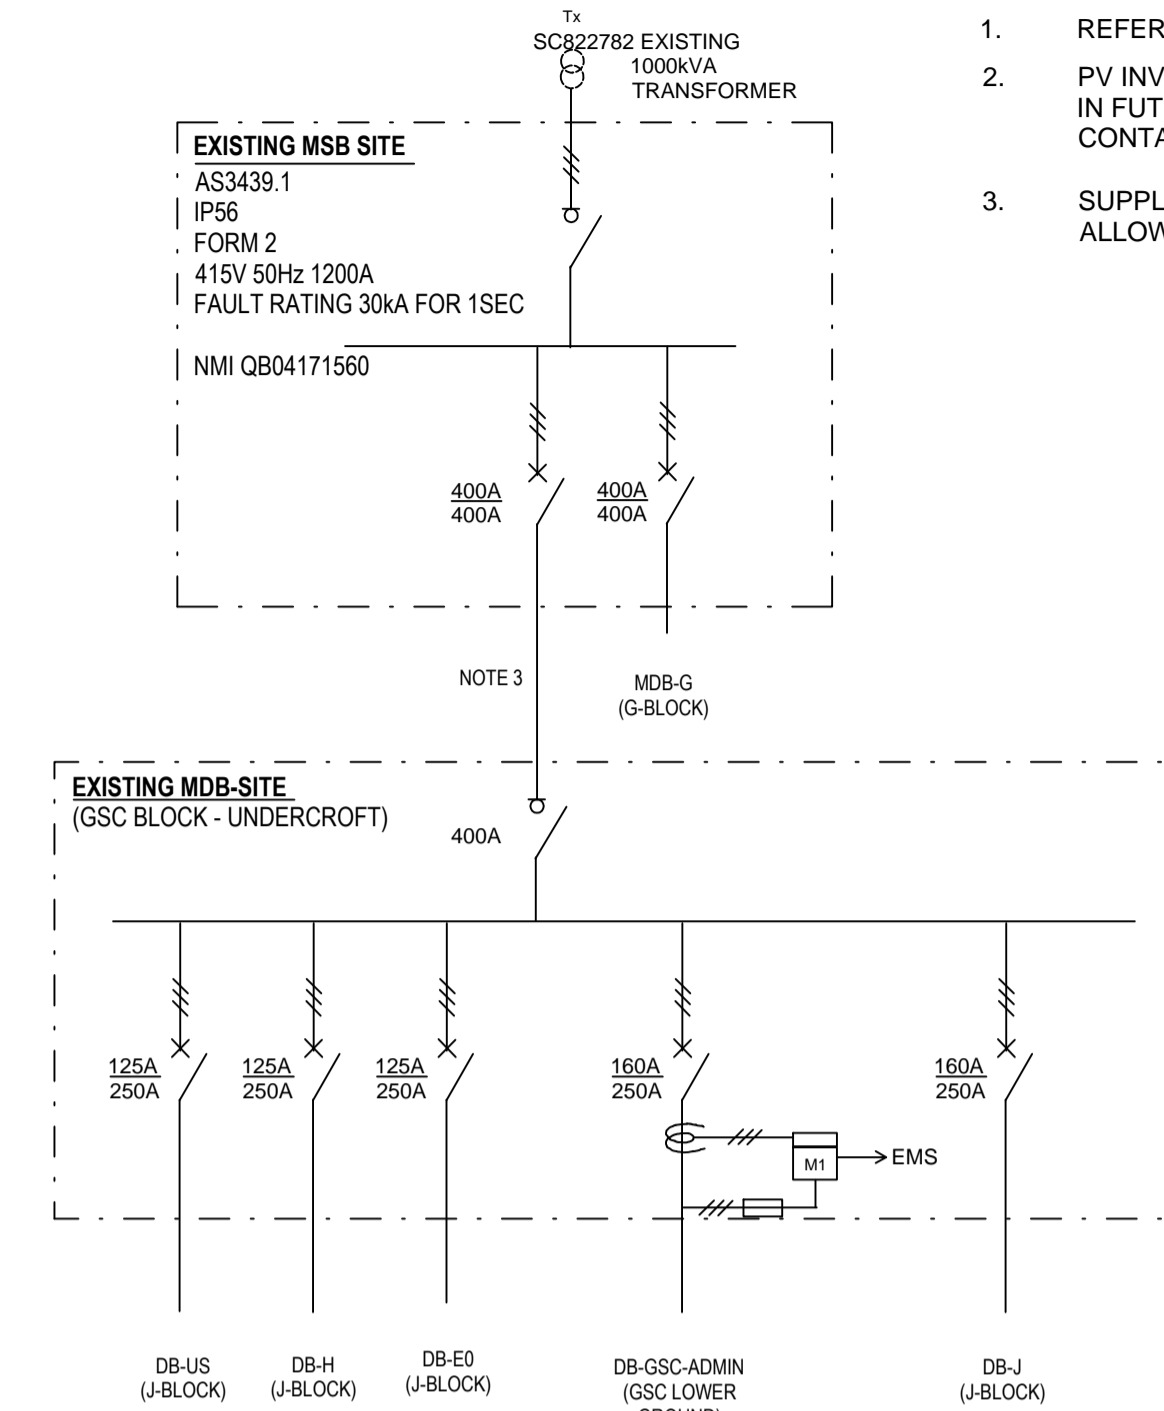 Tx
SC822782 EXISTING
1000kVA
TRANSFORMER
1. REFER
2. PV INV
IN FUT
CONTA
3. SUPPL
ALLOW
EXISTING MSB SITE
AS3439.1
IP56
FORM 2
415V 50Hz 1200A
FAULT RATING 30kA FOR 1SEC
NMI QB04171560
400A
400A
400A
400A
NOTE 3
MDB-G
(G-BLOCK)
EXISTING MDB-SITE
(GSC BLOCK - UNDERCROFT)
400A
125A
250A
125A
250A
125A
250A
160A
250A
160A
250A
M1
EMS
DB-US
(J-BLOCK)
DB-H
(J-BLOCK)
DB-E0
(J-BLOCK)
DB-GSC-ADMIN
(GSC LOWER
GROUND)
DB-J
(J-BLOCK)